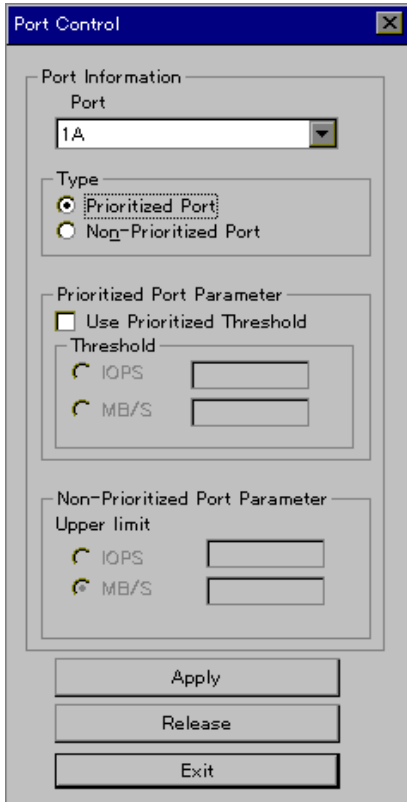 Port Control
Port Information
Port
1A
Type
Prioritized Port
Non-Prioritized Port
Prioritized Port Parameter
Use Prioritized Threshold
Threshold
IOPS
MB/S
Non-Prioritized Port Parameter
Upper limit
IOPS
MB/S
Apply
Release
Exit